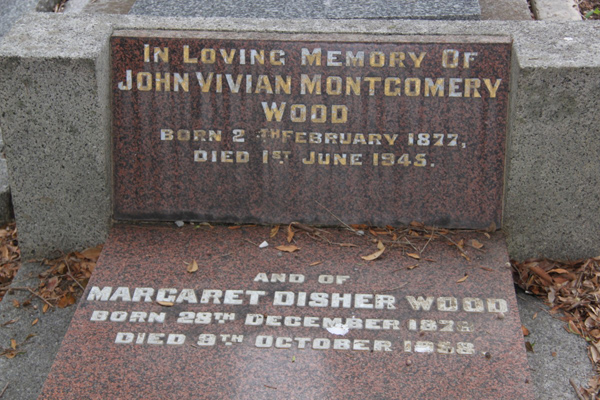 In Loving Memory Of
John Vivian Montgomery
Wood
Born February 1877,
Died 1st June 1945.
and of
Margaret Disher Wood
Born 28th December
Died 9th October